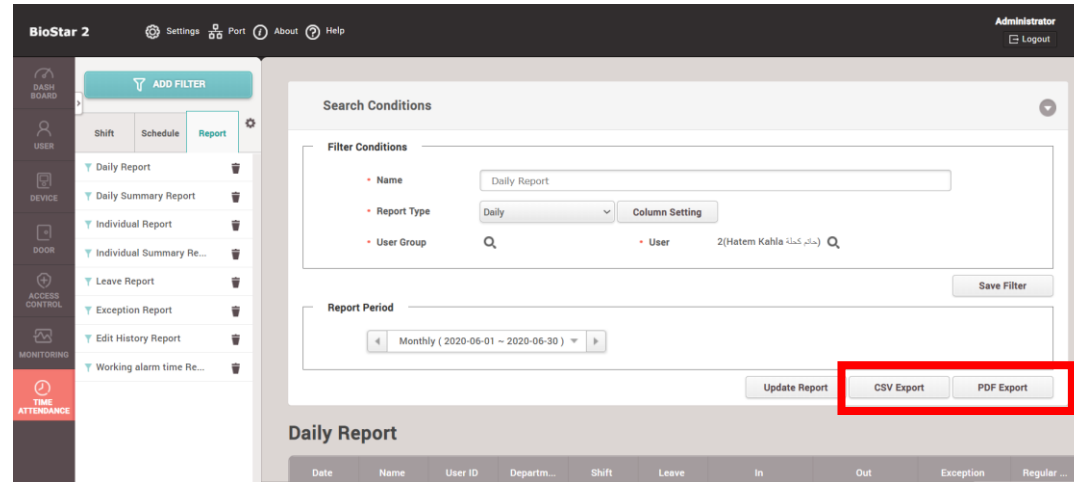 BioStar 2
Settings Port About Help
Administrator
Logout
DASH
BOARD
USER
DEVICE
DOOR
ACCESS
CONTROL
MONITORING
TIME
ATTENDANCE
ADD FILTER
Shift Schedule Report
Daily Report
Daily Summary Report
Individual Report
Individual Summary Re...
Leave Report
Exception Report
Edit History Report
Working alarm time Re...
Search Conditions
Filter Conditions
• Name Daily Report
• Report Type Daily Column Setting
• User Group • User 2(Hatem Kahla حاتم كحلة)
Save Filter
Report Period
Monthly ( 2020-06-01 ~ 2020-06-30 )
Update Report CSV Export PDF Export
Daily Report
Date Name User ID Departm... Shift Leave In Out Exception Regular ...